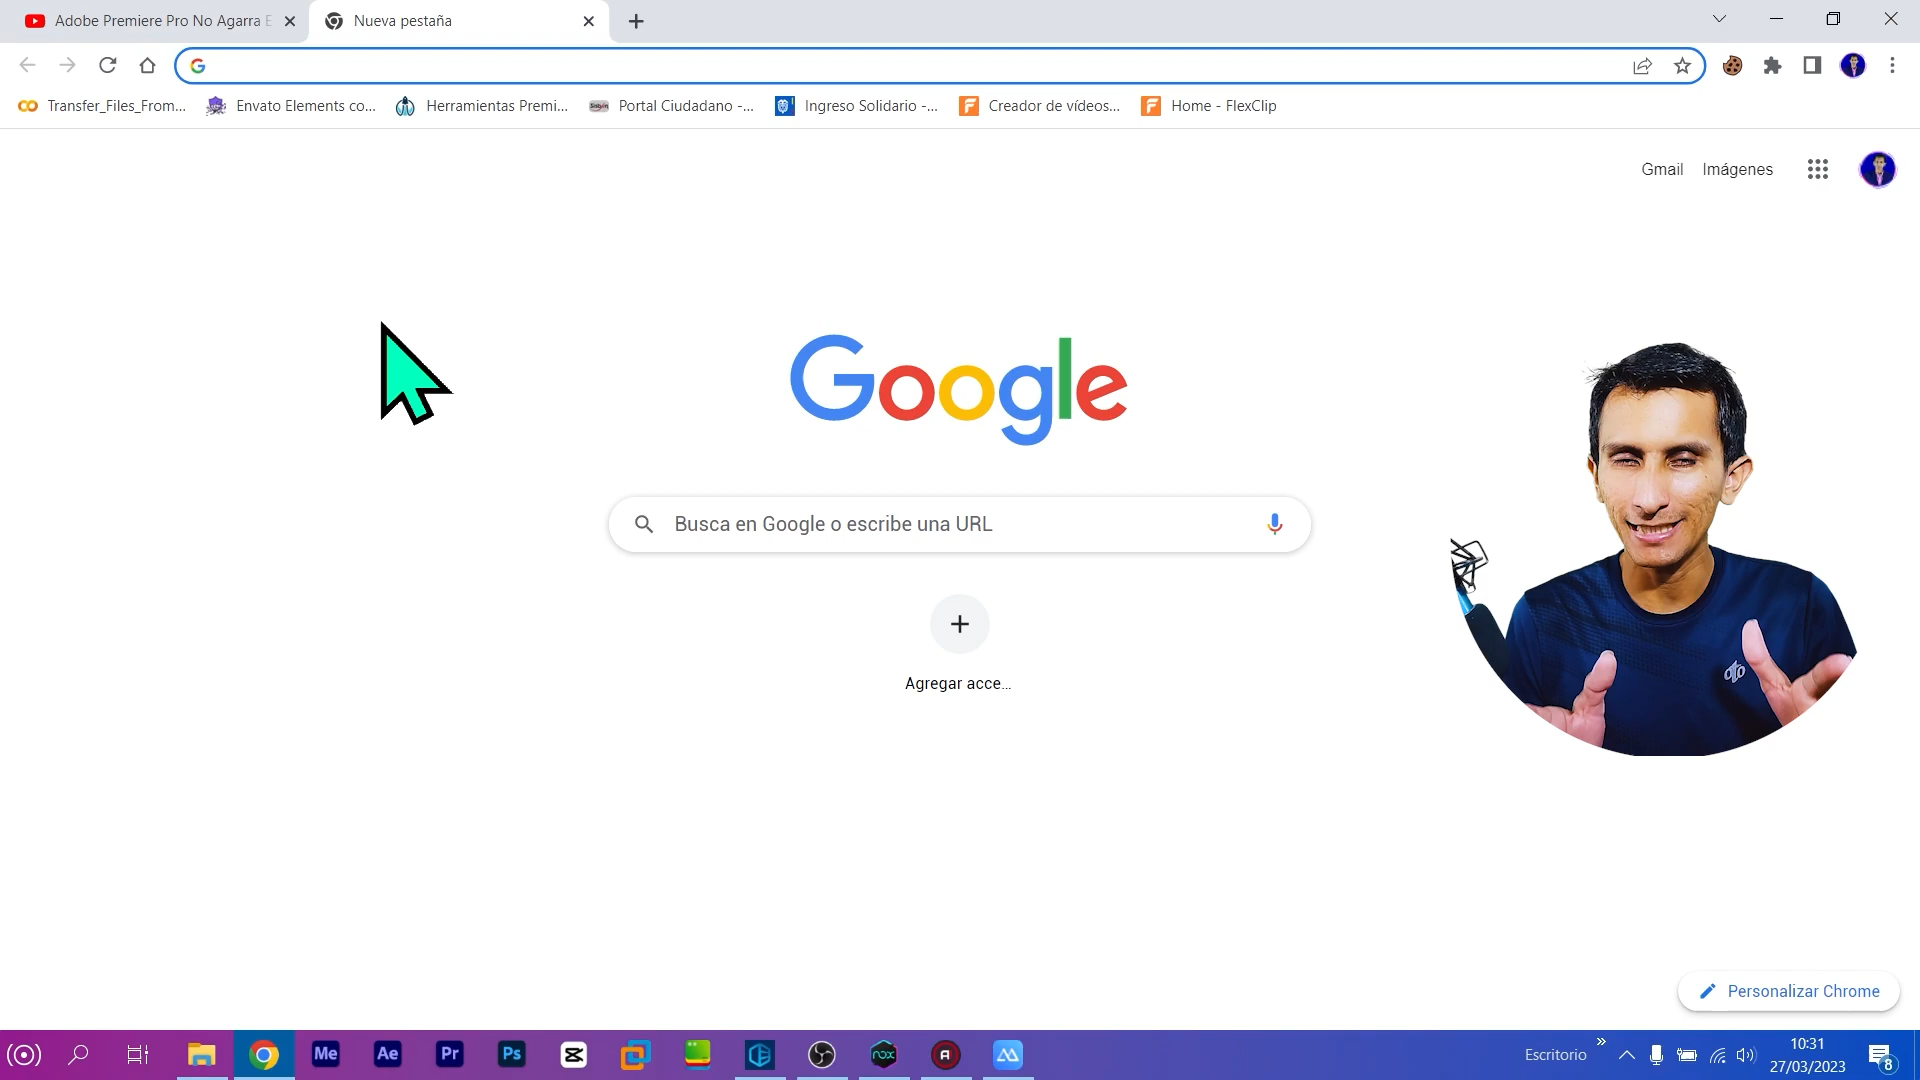 Adobe Premiere Pro No Agarra E
Nueva pestaña
Transfer_Files_From...
Envato Elements co...
Herramientas Premi...
Portal Ciudadano -...
Ingreso Solidario -...
Creador de vídeos...
Home - FlexClip
Gmail
Imágenes
Google
Busca en Google o escribe una URL
Agregar acce...
Personalizar Chrome
Me
Ae
Pr
Ps
nox
A
Escritorio
10:31
27/03/2023
8